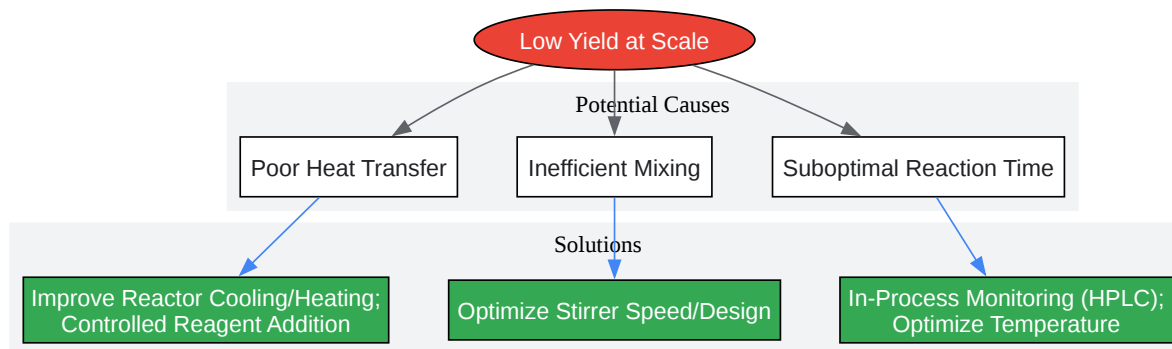 Low Yield at Scale
Potential Causes
Poor Heat Transfer
Inefficient Mixing
Suboptimal Reaction Time
Solutions
Improve Reactor Cooling/Heating;
Controlled Reagent Addition
Optimize Stirrer Speed/Design
In-Process Monitoring (HPLC);
Optimize Temperature